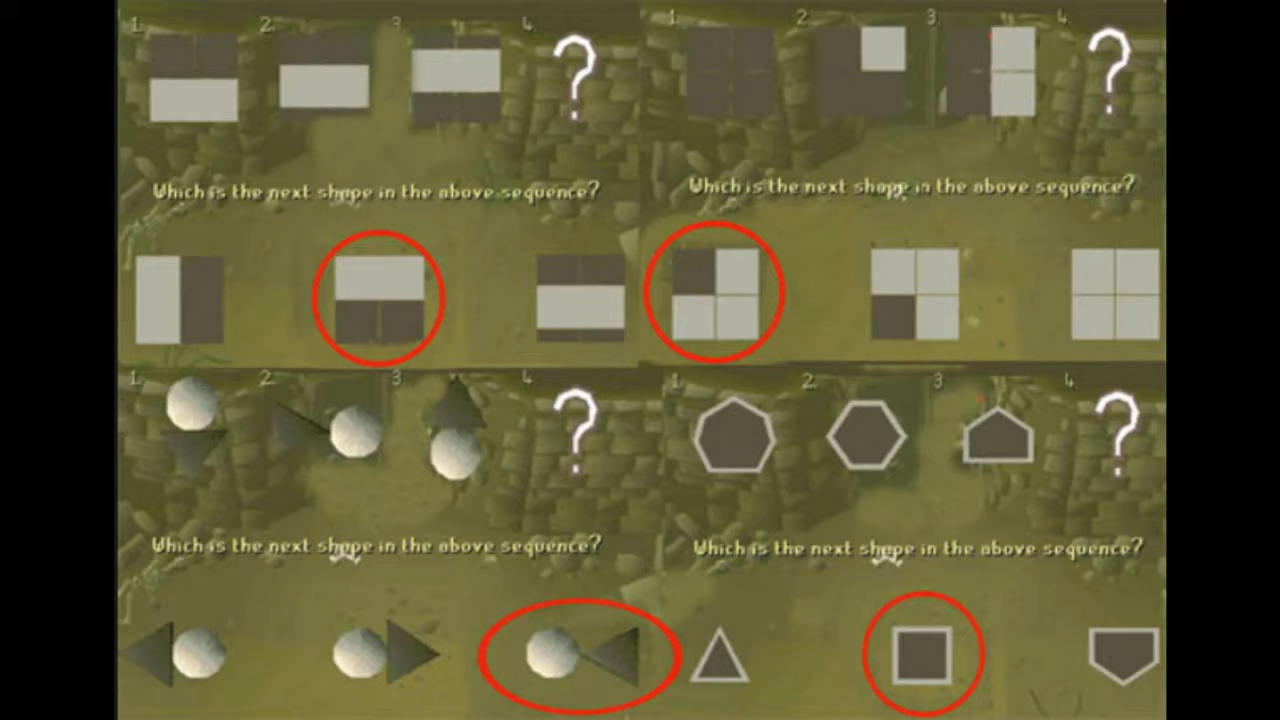 1. 2. 3. 4.
?
Which is the next shape in the above sequence?
1. 2. 3. 4.
?
Which is the next shape in the above sequence?
1. 2. 3. 4.
?
Which is the next shape in the above sequence?
1. 2. 3. 4.
?
Which is the next shape in the above sequence?